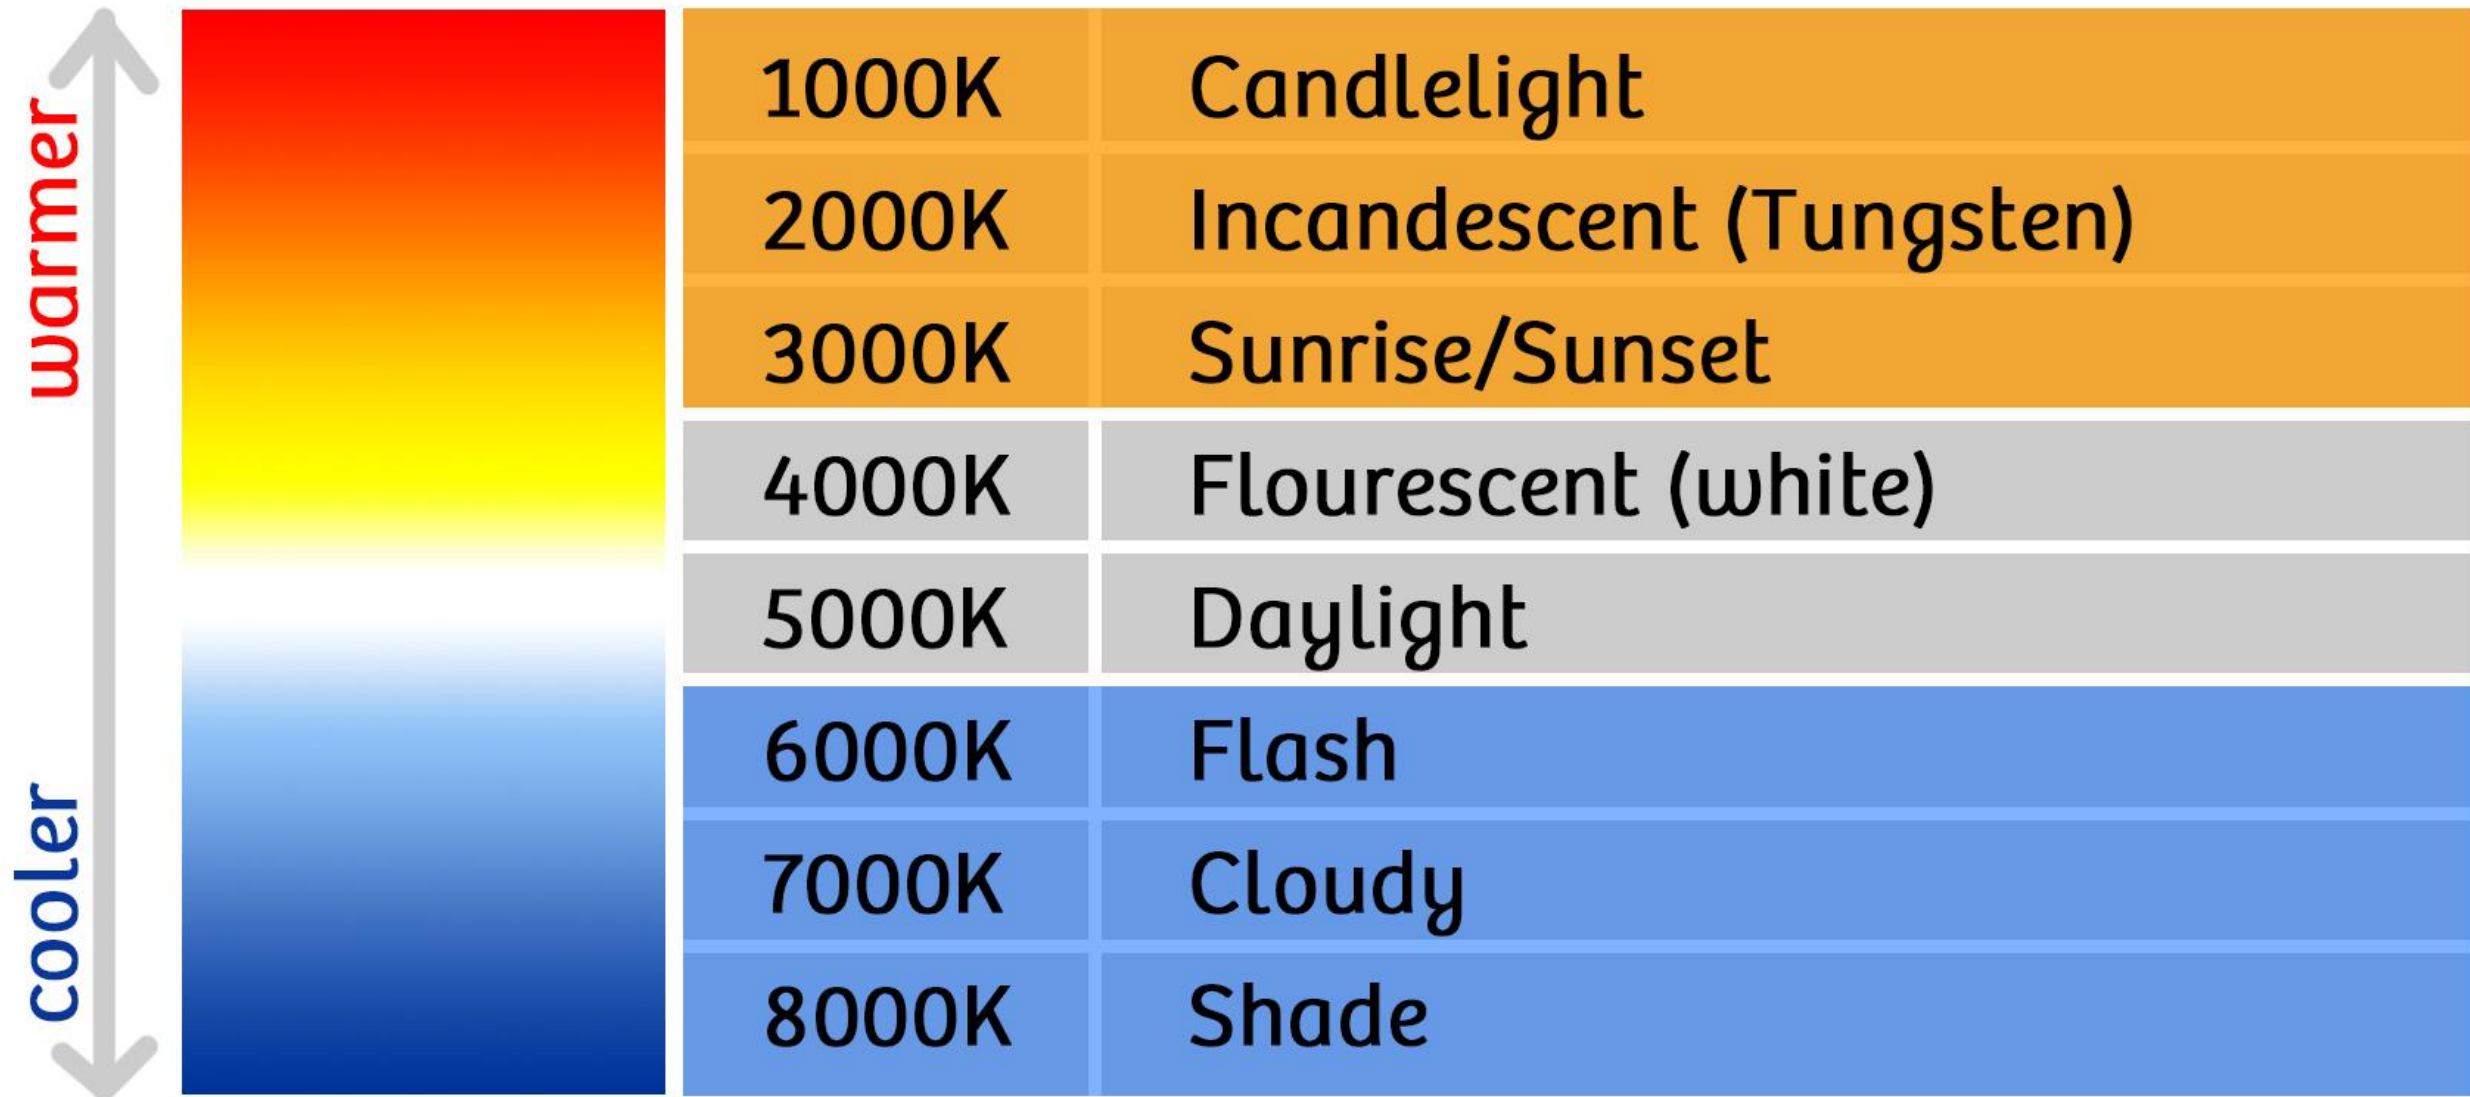 warmer
cooler
1000K Candlelight
2000K Incandescent (Tungsten)
3000K Sunrise/Sunset
4000K Flourescent (white)
5000K Daylight
6000K Flash
7000K Cloudy
8000K Shade